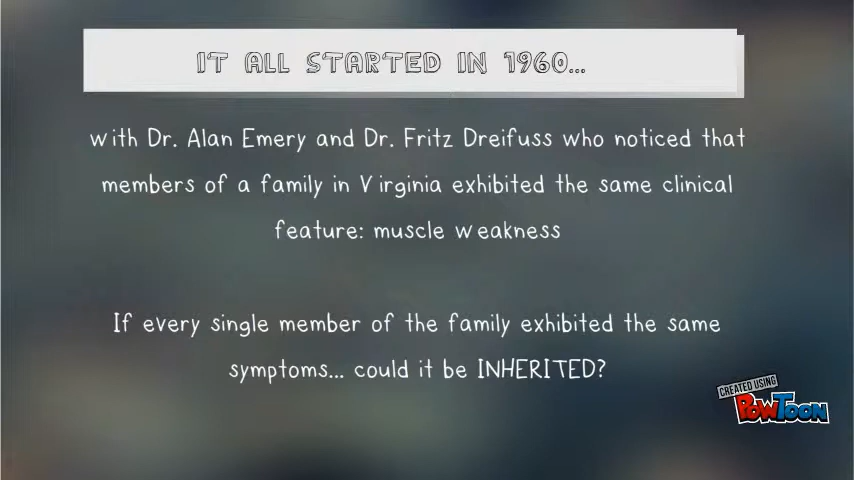 IT ALL STARTED IN 1960...
with Dr. Alan Emery and Dr. Fritz Dreifuss who noticed that
members of a family in Virginia exhibited the same clinical
feature: muscle weakness
If every single member of the family exhibited the same
symptoms... could it be INHERITED?
CREATED USING
POWTOON